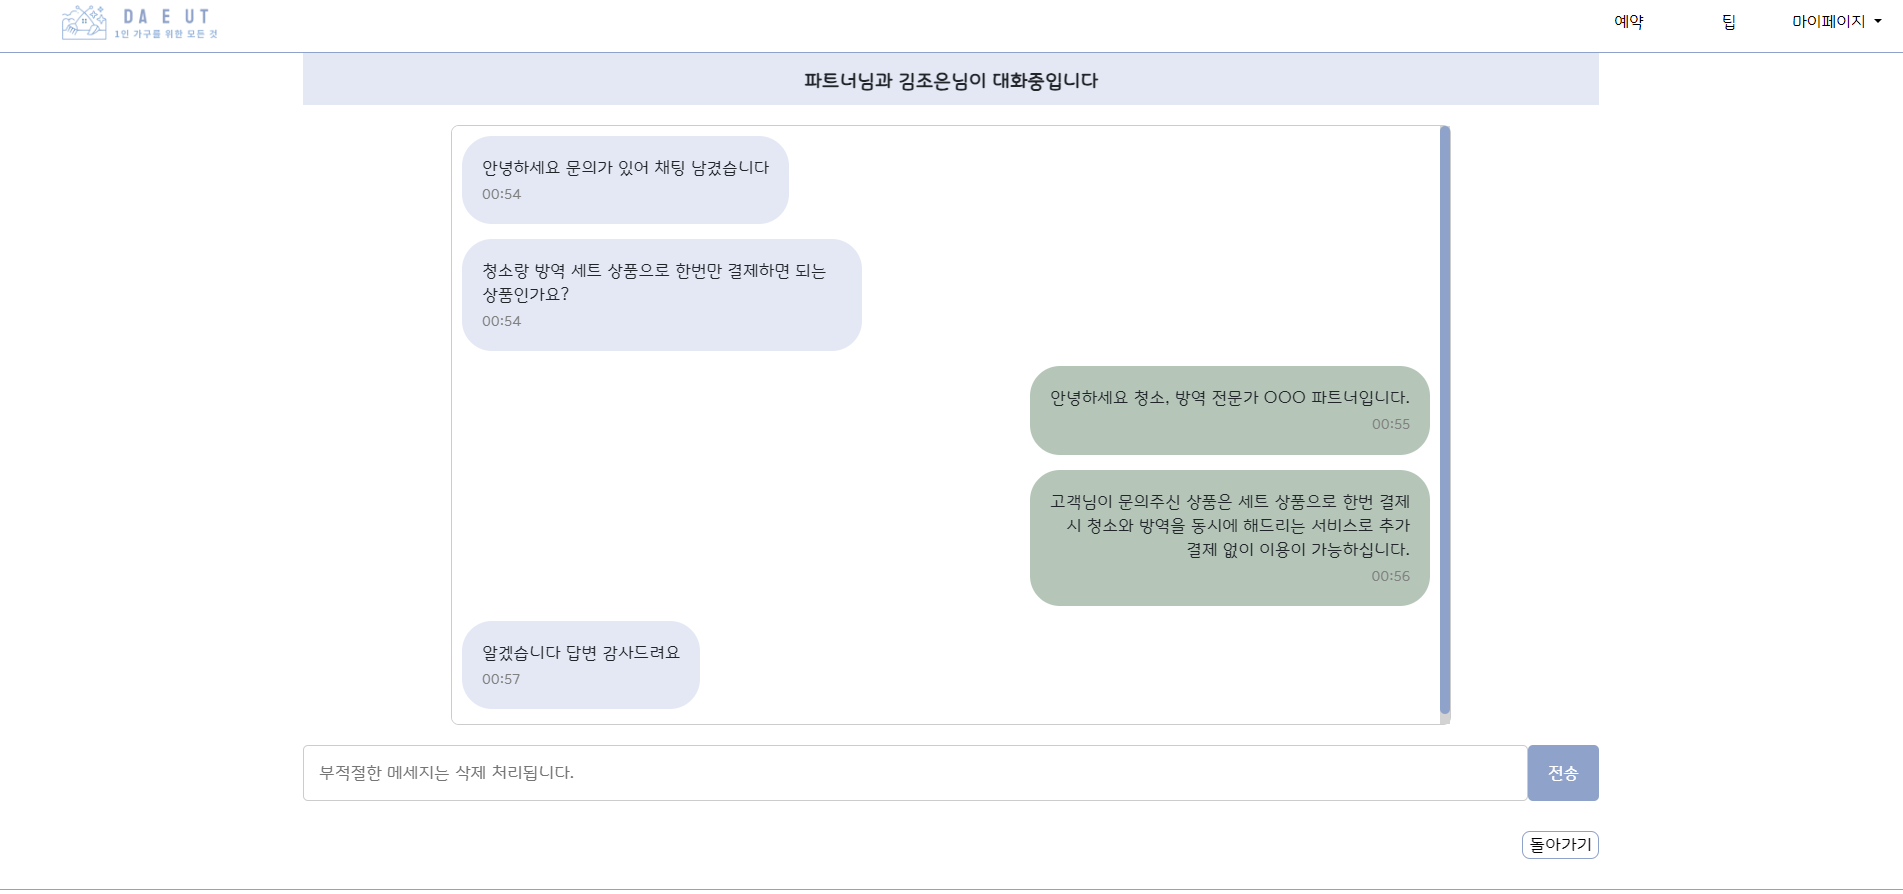 DA E UT
1인 가구를 위한 모든 것
예약
팁
마이페이지
파트너님과 김조은님이 대화중입니다
안녕하세요 문의가 있어 채팅 남겼습니다
00:54
청소랑 방역 세트 상품으로 한번만 결제하면 되는
상품인가요?
00:54
안녕하세요 청소, 방역 전문가 OOO 파트너입니다.
00:55
고객님이 문의주신 상품은 세트 상품으로 한번 결제
시 청소와 방역을 동시에 해드리는 서비스로 추가
결제 없이 이용이 가능하십니다.
00:56
알겠습니다 답변 감사드려요
00:57
부적절한 메세지는 삭제 처리됩니다.
전송
돌아가기